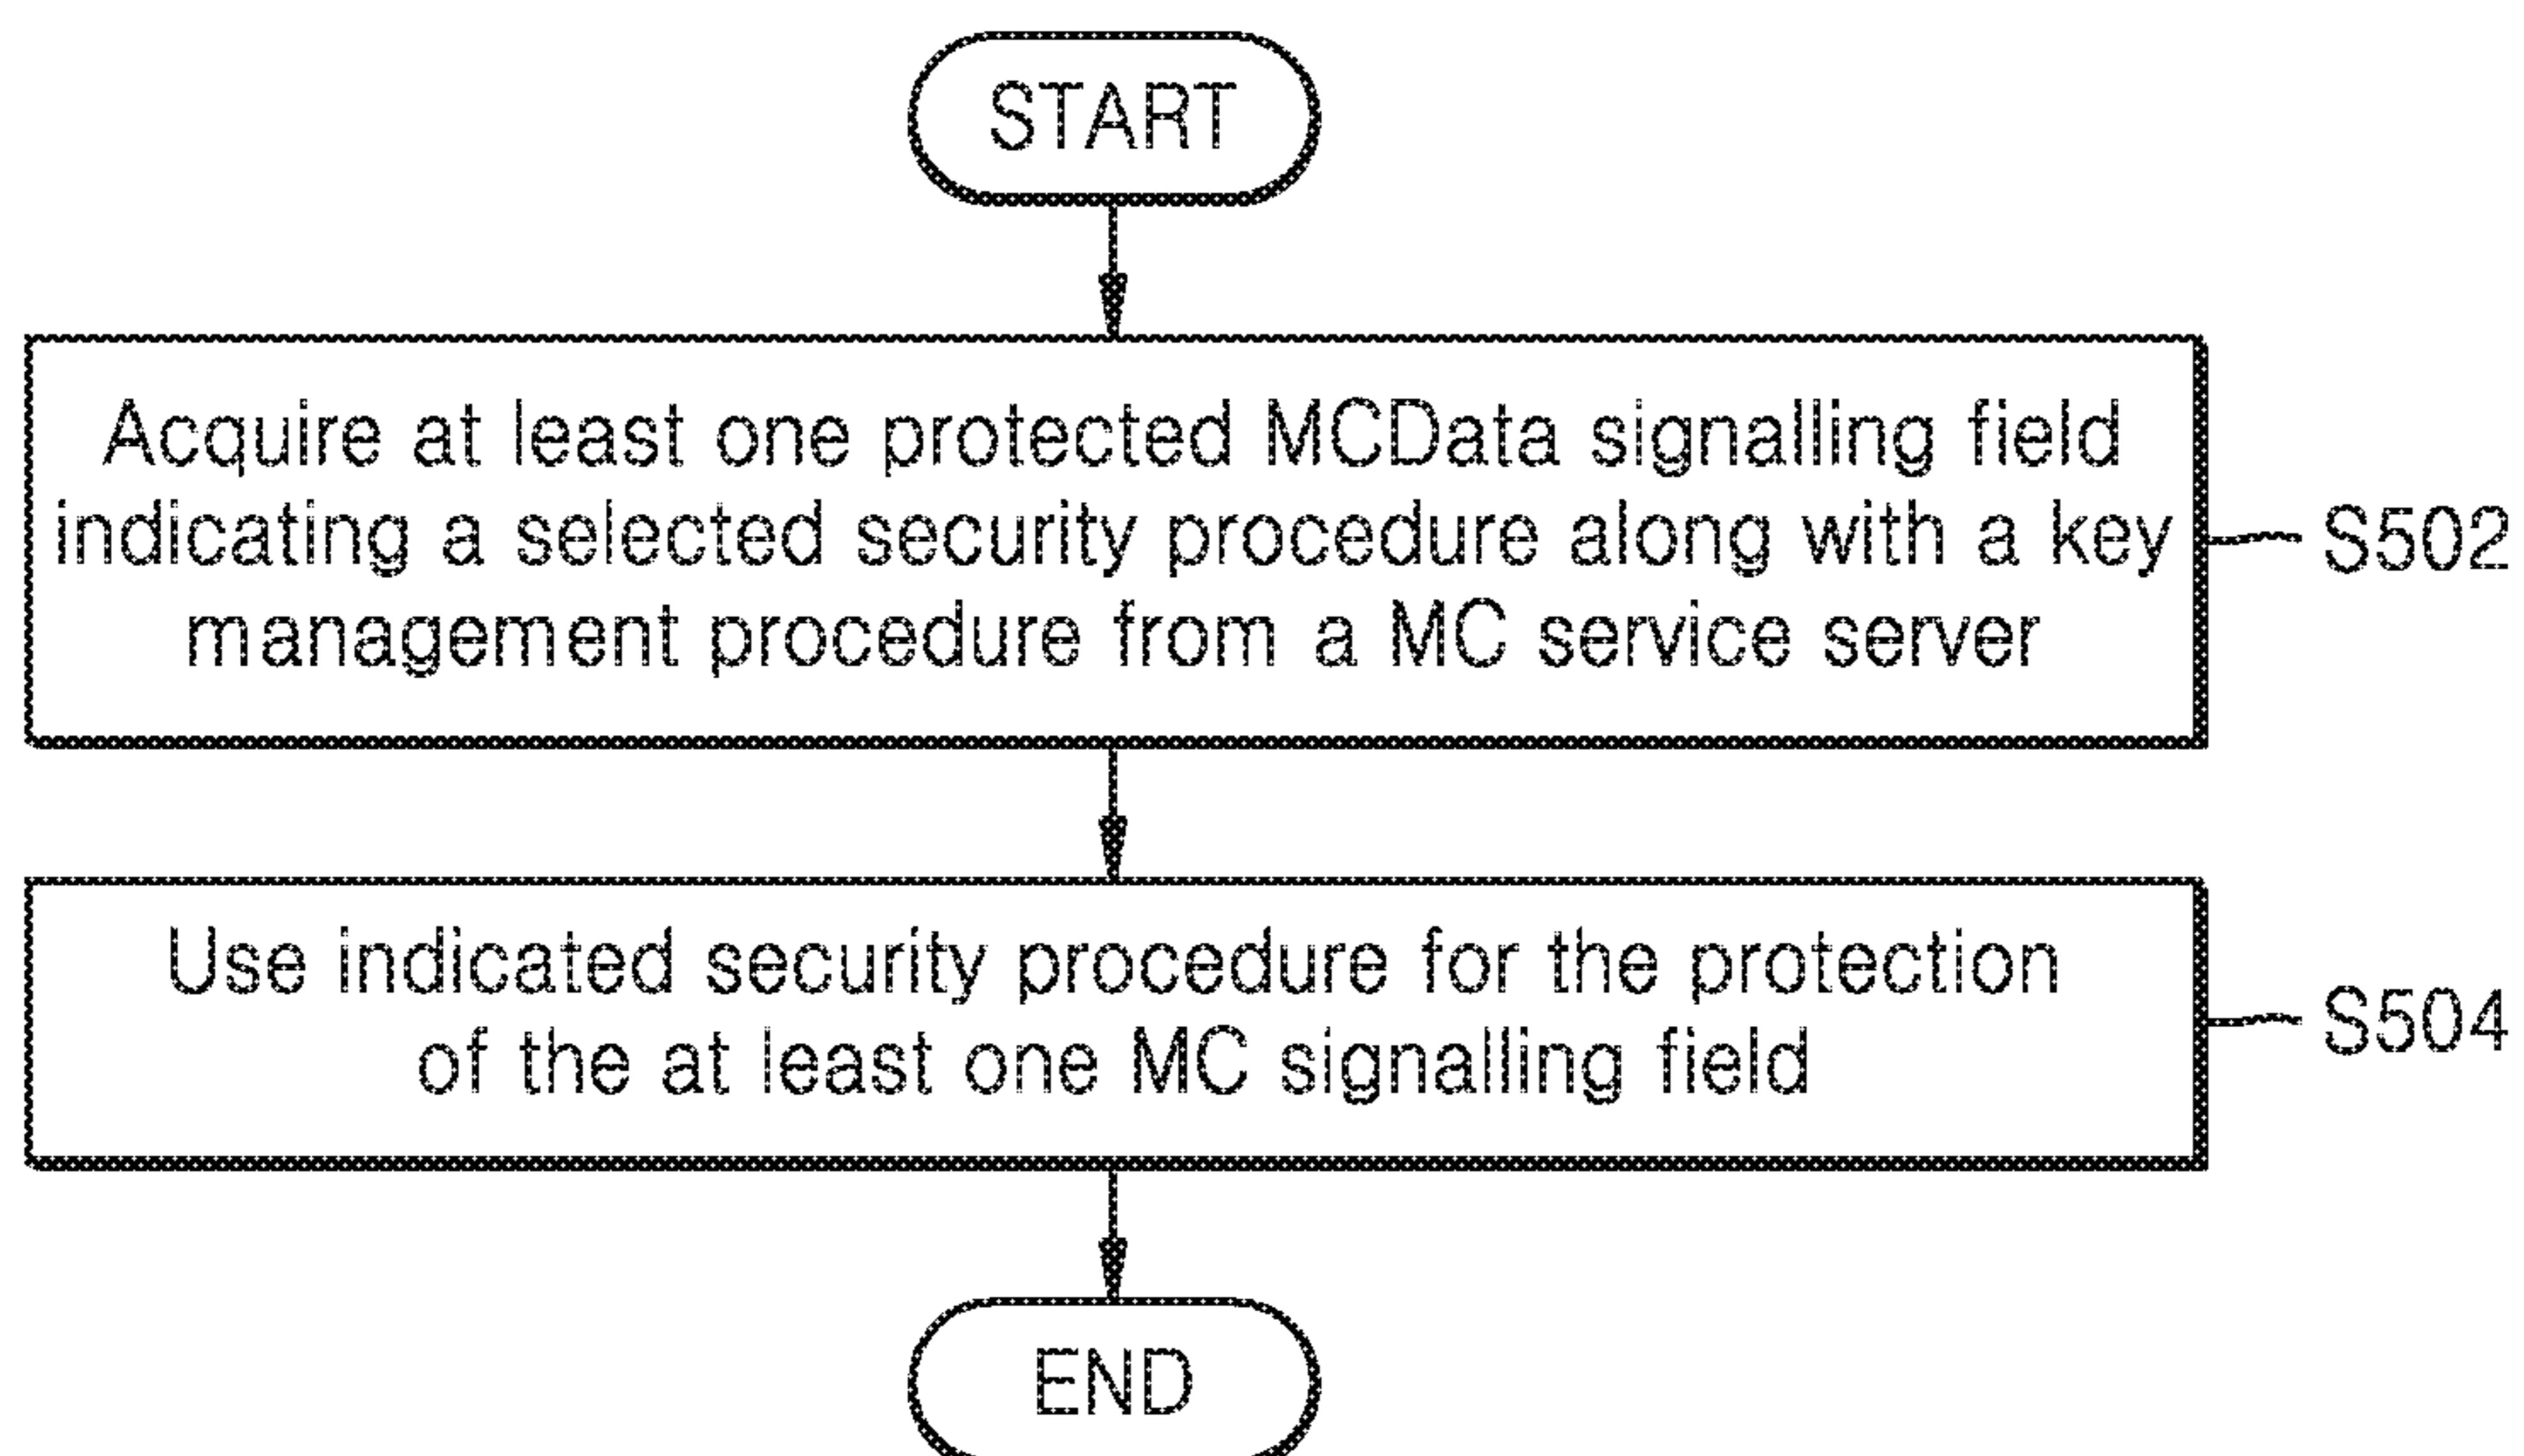 START
Acquire at least one protected MCData signalling field
indicating a selected security procedure along with a key
management procedure from a MC service server
S502
Use indicated security procedure for the protection
of the at least one MC signalling field
S504
END